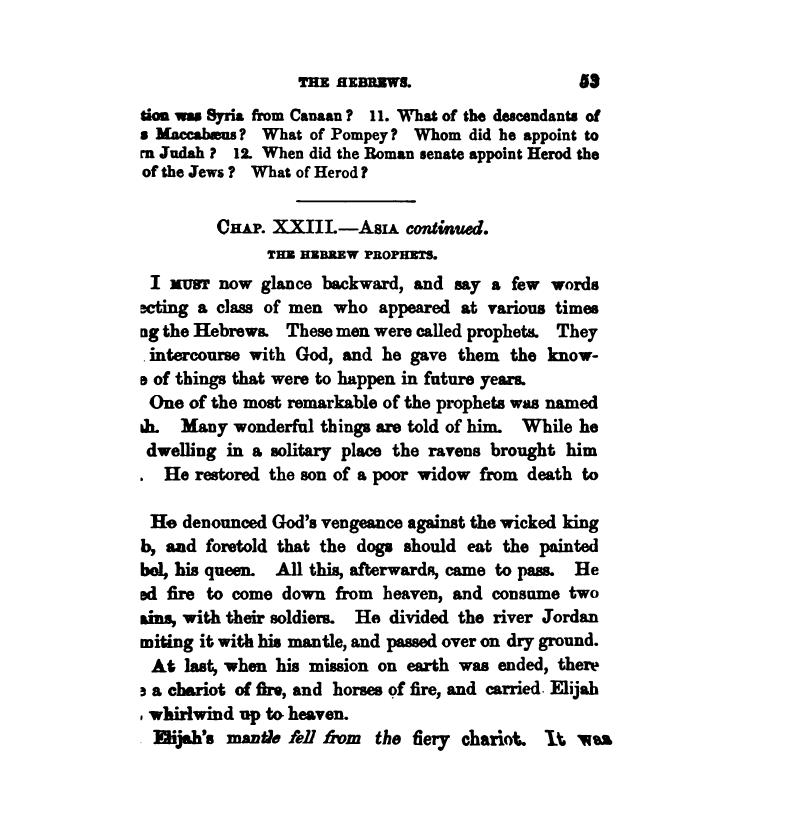 THE HEBREWS. 53
tion was Syria from Canaan? 11. What of the descendants of
s Maccabæus? What of Pompey? Whom did he appoint to
rn Judah? 12. When did the Roman senate appoint Herod the
of the Jews? What of Herod?
CHAP. XXIII.—ASIA continued.
THE HEBREW PROPHETS.
I MUST now glance backward, and say a few words
ecting a class of men who appeared at various times
ng the Hebrews. These men were called prophets. They
intercourse with God, and he gave them the know-
e of things that were to happen in future years.
One of the most remarkable of the prophets was named
ah. Many wonderful things are told of him. While he
dwelling in a solitary place the ravens brought him
. He restored the son of a poor widow from death to
He denounced God's vengeance against the wicked king
b, and foretold that the dogs should eat the painted
bel, his queen. All this, afterwards, came to pass. He
ed fire to come down from heaven, and consume two
ains, with their soldiers. He divided the river Jordan
miting it with his mantle, and passed over on dry ground.
At last, when his mission on earth was ended, there
e a chariot of fire, and horses of fire, and carried Elijah
whirlwind up to heaven.
Elijah's mantle fell from the fiery chariot. It was